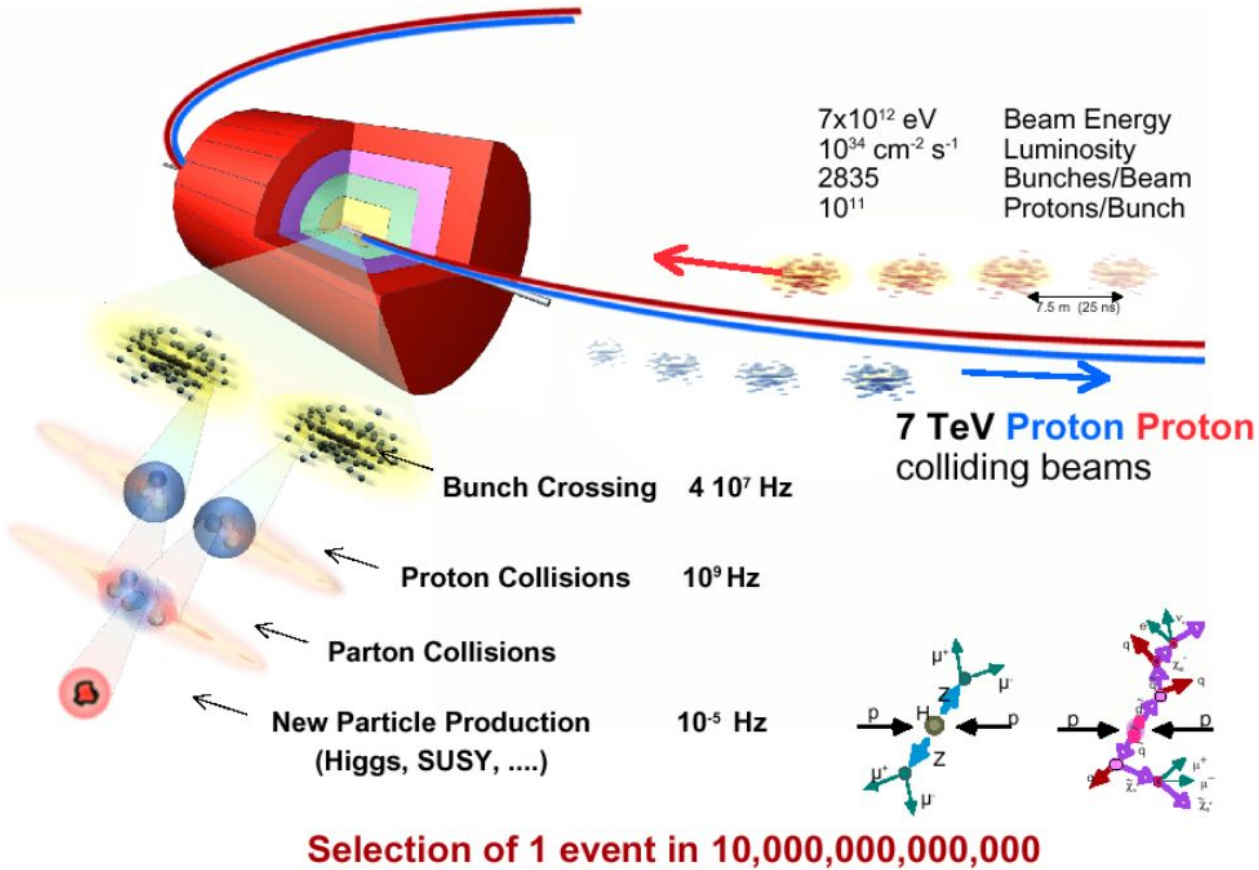 7x10¹² eV Beam Energy
10³⁴ cm⁻² s⁻¹ Luminosity
2835 Bunches/Beam
10¹¹ Protons/Bunch
7.5 m (25 ns)
7 TeV Proton Proton
colliding beams
Bunch Crossing 4 10⁷ Hz
Proton Collisions 10⁹ Hz
Parton Collisions
New Particle Production 10⁻⁵ Hz
(Higgs, SUSY, ....)
μ⁺
μ⁻
Z
H
p
p
Z
μ⁺
μ⁻
q
q
p
p
q
μ⁺
μ⁻
Selection of 1 event in 10,000,000,000,000